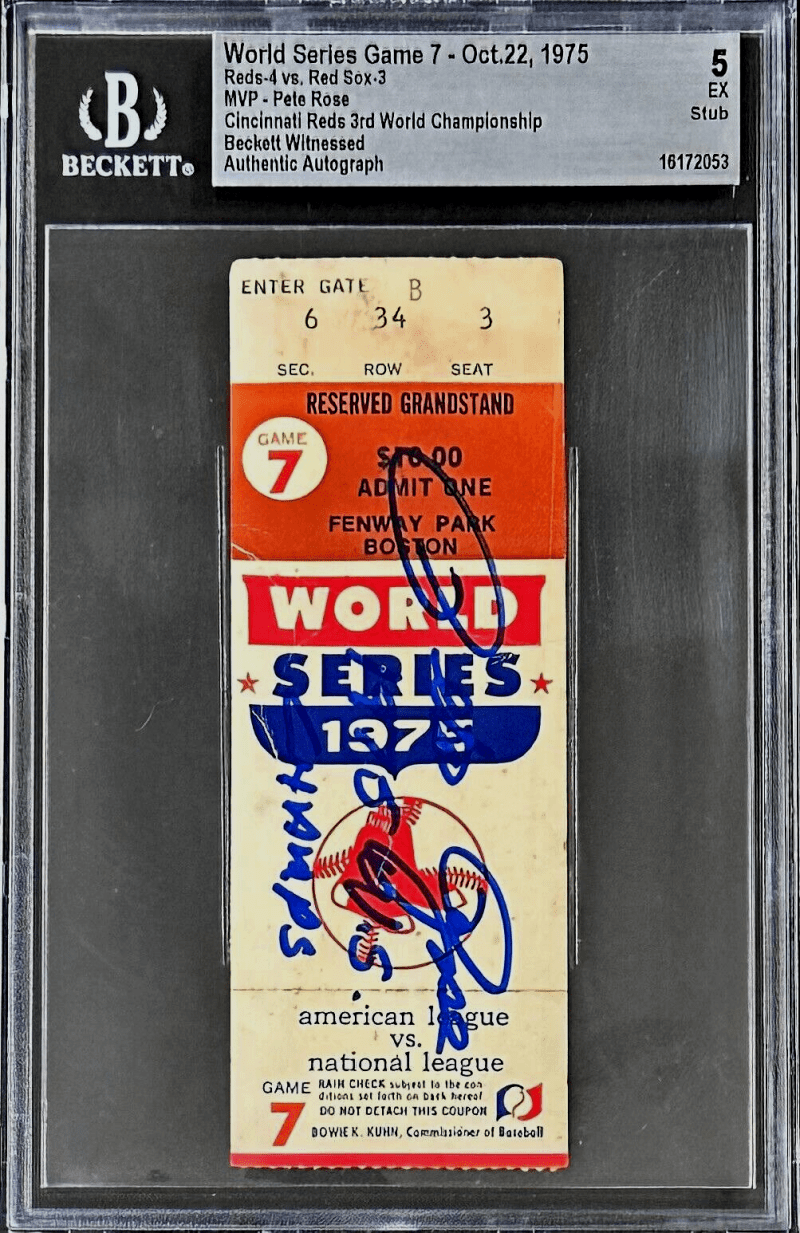 World Series Game 7 - Oct.22, 1975
Reds-4 vs. Red Sox-3
MVP - Pete Rose
Cincinnati Reds 3rd World Championship
Beckett Witnessed
Authentic Autograph
5
EX
Stub
16172053
B
BECKETT
ENTER GATE B
6 34 3
SEC. ROW SEAT
RESERVED GRANDSTAND
GAME
7
$10.00
ADMIT ONE
FENWAY PARK
BOSTON
WORLD
SERIES
1975
american league
vs.
national league
GAME
7
RAIN CHECK subject to the con
ditions set forth on back hereof
DO NOT DETACH THIS COUPON
BOWIE K. KUHN, Commissioner of Baseball